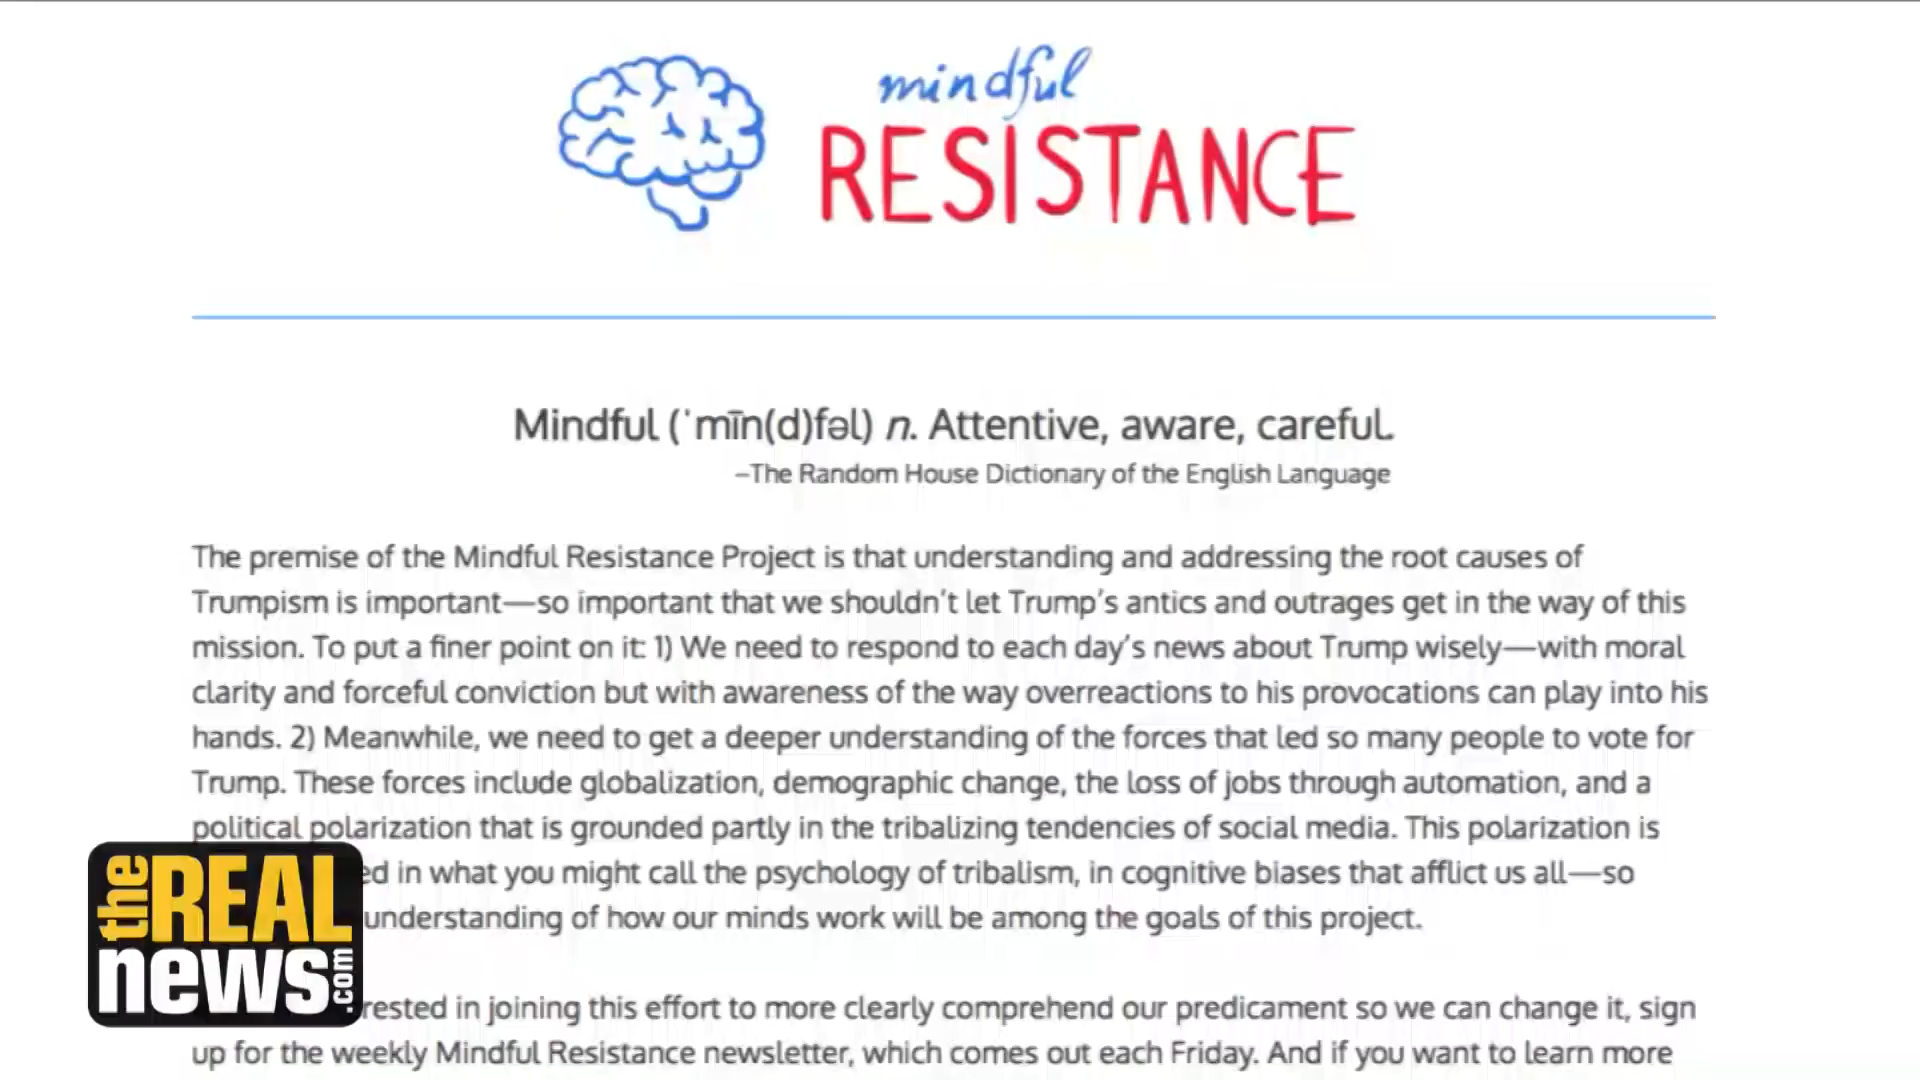 mindful
RESISTANCE
Mindful (ˈmīn(d)fəl) n. Attentive, aware, careful.
–The Random House Dictionary of the English Language
The premise of the Mindful Resistance Project is that understanding and addressing the root causes of
Trumpism is important—so important that we shouldn’t let Trump’s antics and outrages get in the way of this
mission. To put a finer point on it: 1) We need to respond to each day’s news about Trump wisely—with moral
clarity and forceful conviction but with awareness of the way overreactions to his provocations can play into his
hands. 2) Meanwhile, we need to get a deeper understanding of the forces that led so many people to vote for
Trump. These forces include globalization, demographic change, the loss of jobs through automation, and a
political polarization that is grounded partly in the tribalizing tendencies of social media. This polarization is
ed in what you might call the psychology of tribalism, in cognitive biases that afflict us all—so
understanding of how our minds work will be among the goals of this project.
rested in joining this effort to more clearly comprehend our predicament so we can change it, sign
up for the weekly Mindful Resistance newsletter, which comes out each Friday. And if you want to learn more
the REAL
news.com